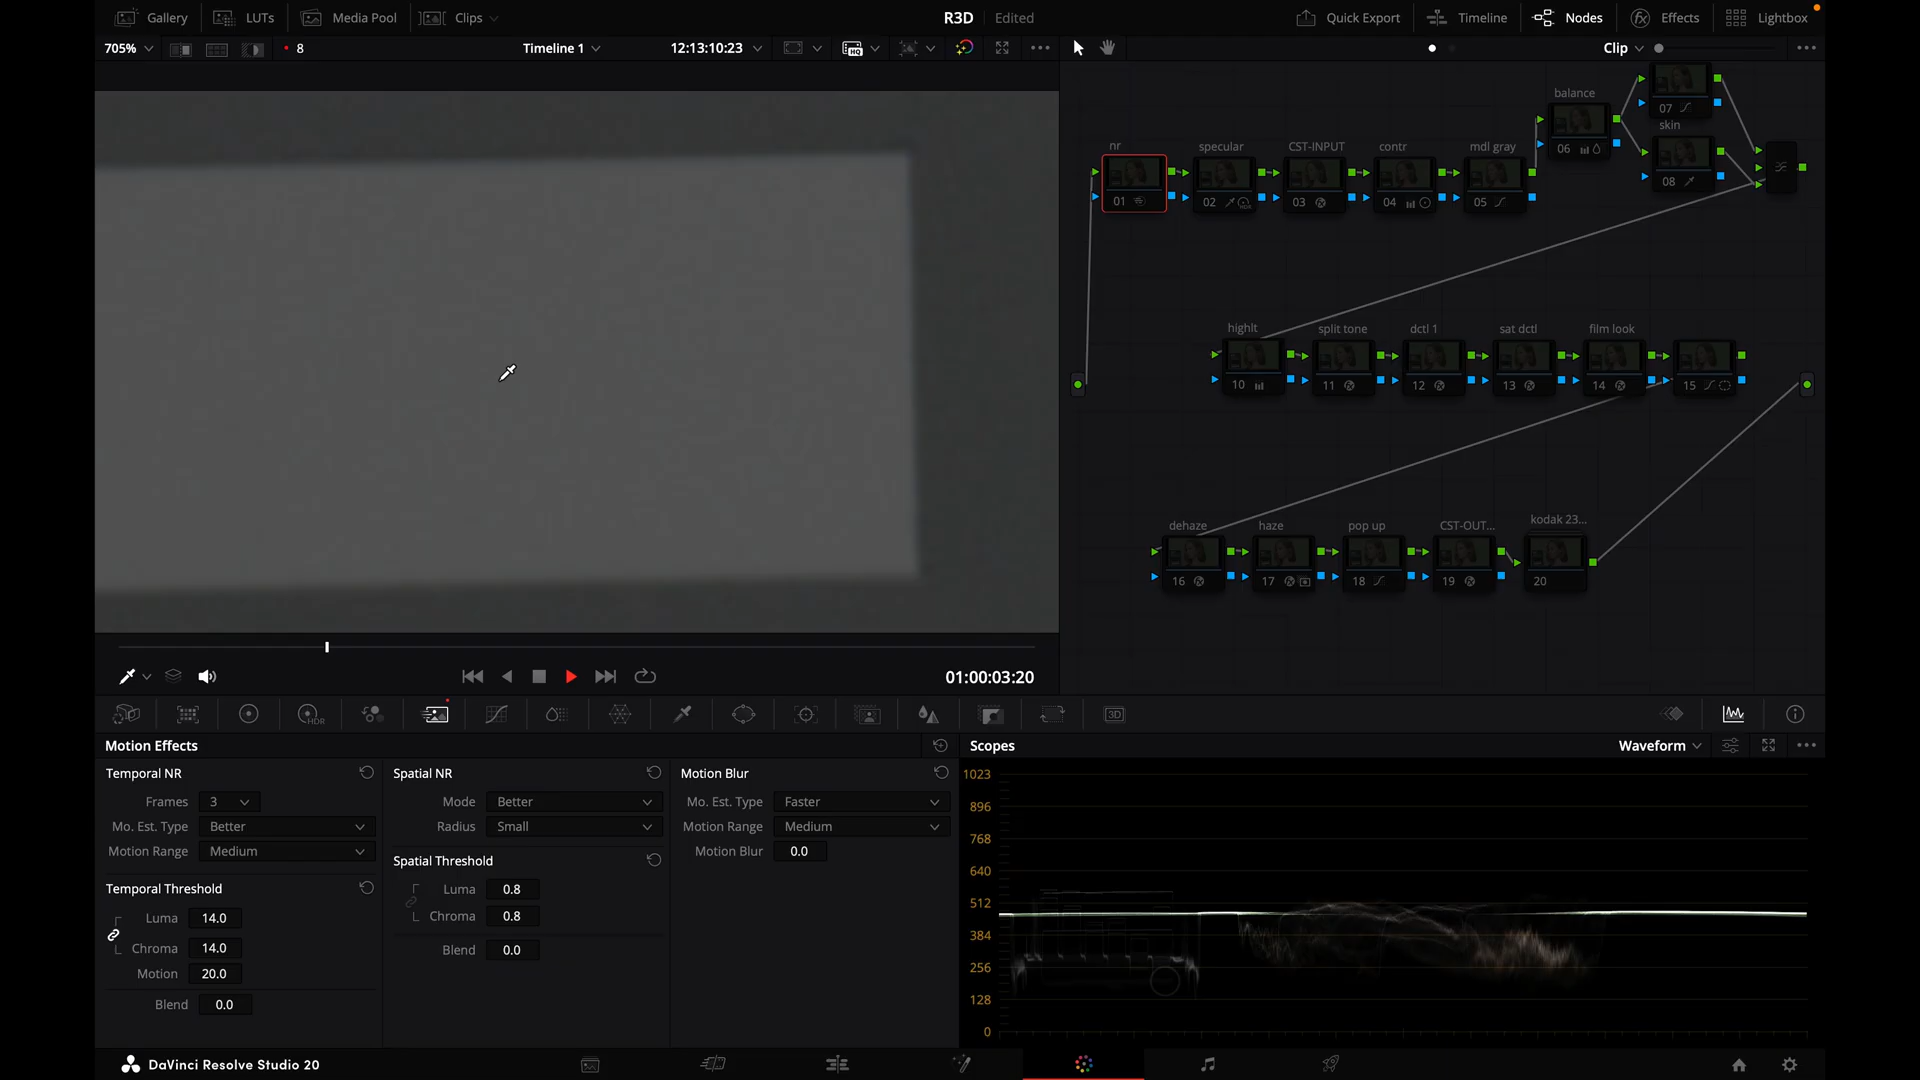 Gallery LUTs Media Pool Clips R3D Edited Quick Export Timeline Nodes Effects Lightbox
705% 8 Timeline 1 12:13:10:23 HQ Clip
balance
07
nr specular CST-INPUT contr mdl gray 06 skin
01 02 HDR 03 04 05 08
highlt split tone dctl 1 sat dctl film look
10 11 12 13 14 15
dehaze haze pop up CST-OUT... kodak 23...
16 17 18 19 20
01:00:03:20
HDR 3D
Motion Effects
Temporal NR
Frames 3
Mo. Est. Type Better
Motion Range Medium
Temporal Threshold
Luma 14.0
Chroma 14.0
Motion 20.0
Blend 0.0
Spatial NR
Mode Better
Radius Small
Spatial Threshold
Luma 0.8
Chroma 0.8
Blend 0.0
Motion Blur
Mo. Est. Type Faster
Motion Range Medium
Motion Blur 0.0
Scopes Waveform
1023
896
768
640
512
384
256
128
0
DaVinci Resolve Studio 20